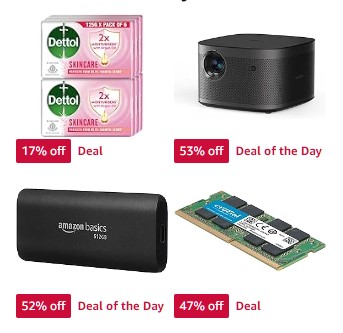 125G X PACK OF 8
Dettol
2x
SKINCARE
Dettol
2x
SKINCARE
17% off Deal
53% off Deal of the Day
amazon basics
512GB
crucial
52% off Deal of the Day
47% off Deal